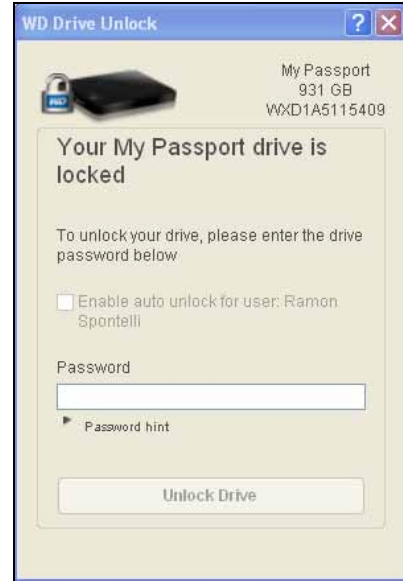 WD Drive Unlock
?
WD
My Passport
931 GB
WXD1A5115409
Your My Passport drive is
locked
To unlock your drive, please enter the drive
password below
Enable auto unlock for user: Ramon
Spontelli
Password
Password hint
Unlock Drive